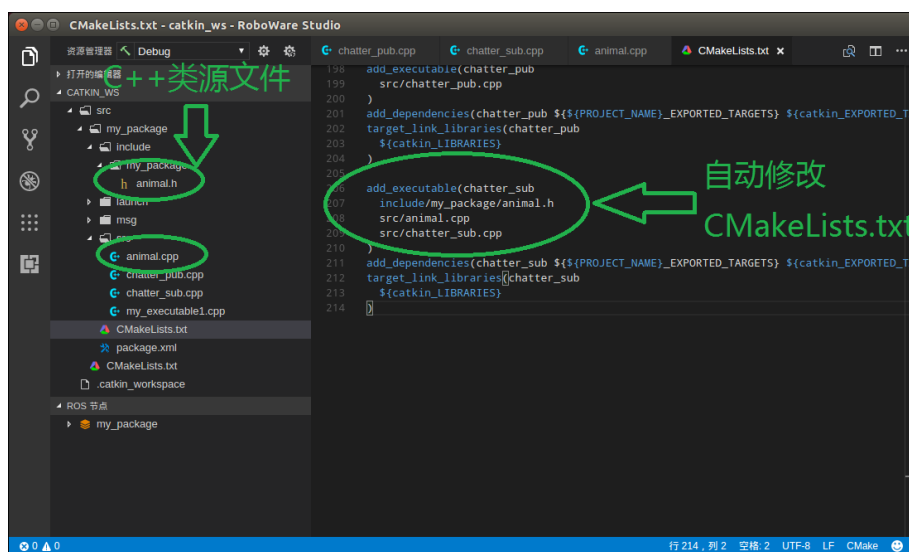 CMakeLists.txt - catkin_ws - RoboWare Studio
资源管理器 Debug
chatter_pub.cpp chatter_sub.cpp animal.cpp CMakeLists.txt
打开的编辑器
C++类源文件
CATKIN_WS
src
my_package
include
my_package
animal.h
launch
msg
src
animal.cpp
chatter_pub.cpp
chatter_sub.cpp
my_executable1.cpp
CMakeLists.txt
package.xml
CMakeLists.txt
.catkin_workspace
ROS 节点
my_package
198 add_executable(chatter_pub
199 src/chatter_pub.cpp
200 )
201 add_dependencies(chatter_pub ${${PROJECT_NAME}_EXPORTED_TARGETS} ${catkin_EXPORTED_T
202 target_link_libraries(chatter_pub
203 ${catkin_LIBRARIES}
204 )
205
206 add_executable(chatter_sub
207 include/my_package/animal.h
208 src/animal.cpp
209 src/chatter_sub.cpp
210 )
211 add_dependencies(chatter_sub ${${PROJECT_NAME}_EXPORTED_TARGETS} ${catkin_EXPORTED_T
212 target_link_libraries(chatter_sub
213 ${catkin_LIBRARIES}
214 )
自动修改
CMakeLists.txt
0 0 行 214，列 2 空格: 2 UTF-8 LF CMake